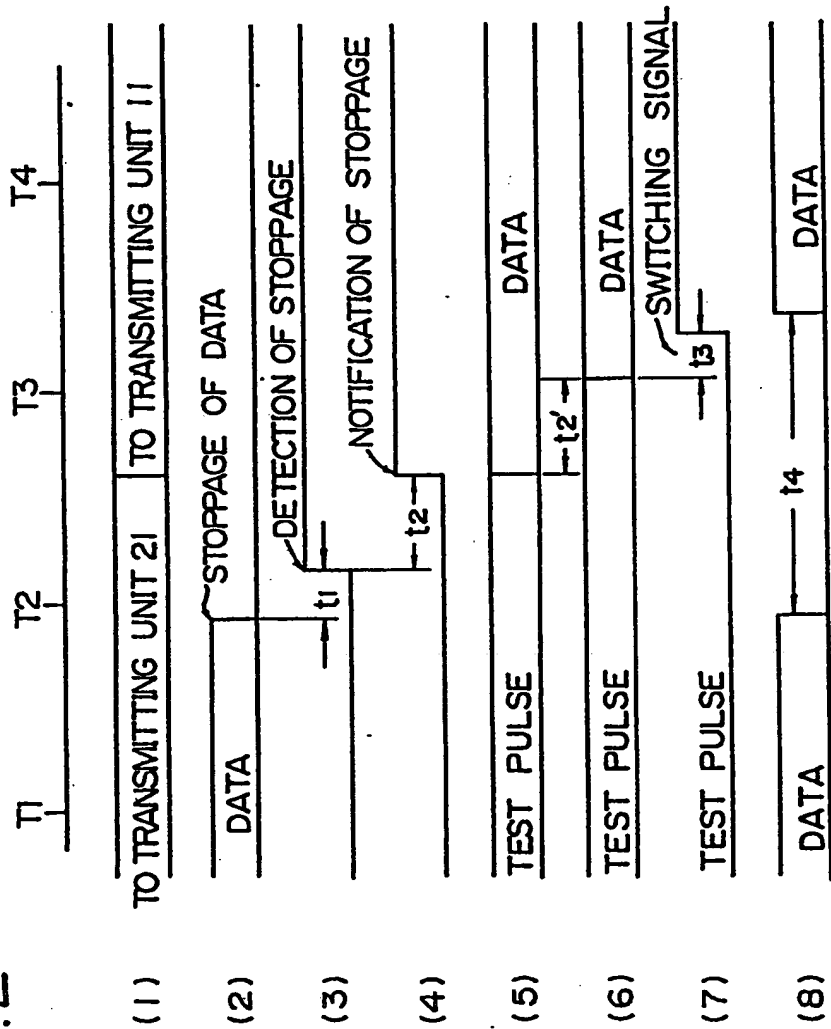 T1 T2 T3 T4
(1) TO TRANSMITTING UNIT 21 TO TRANSMITTING UNIT 11
(2) DATA STOPPAGE OF DATA
(3) t1 DETECTION OF STOPPAGE
(4) t2 NOTIFICATION OF STOPPAGE
(5) TEST PULSE DATA
t2'
(6) TEST PULSE DATA
(7) TEST PULSE t3 SWITCHING SIGNAL
(8) DATA t4 DATA